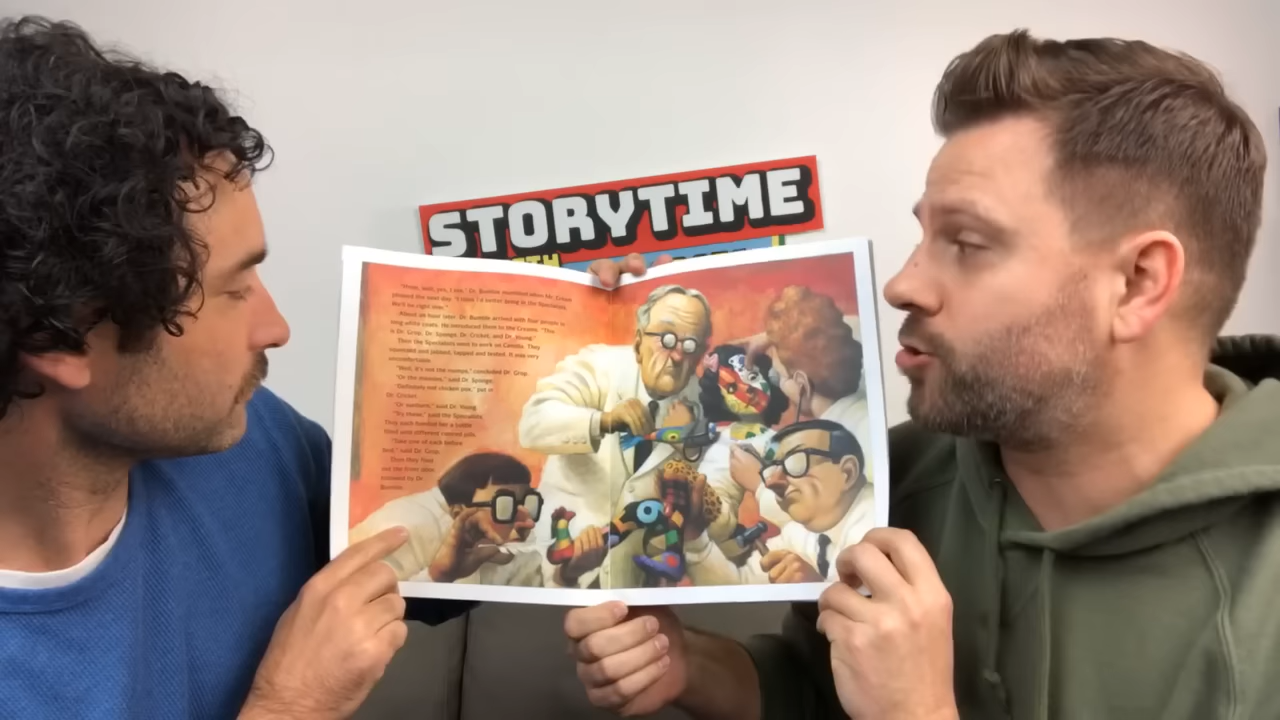 STORYTIME
"Hmm, well, yes, I see," Dr. Bumble mumbled when Mr. Cream
phoned the next day. "I think I'd better bring in the Specialists.
We'll be right over."
About an hour later, Dr. Bumble arrived with four people in
long white coats. He introduced them to the Creams. "This
is Dr. Grop, Dr. Sponge, Dr. Cricket, and Dr. Young."
Then the Specialists went to work on Camilla. They
squeezed and jabbed, tapped and tested. It was very
uncomfortable.
"Well, it's not the mumps," concluded Dr. Grop.
"Or the measles," said Dr. Sponge.
"Definitely not chicken pox," put in
Dr. Cricket.
"Or sunburn," said Dr. Young.
"Try these," said the Specialists.
They each handed her a bottle
filled with different colored pills.
"Take one of each before
bed," said Dr. Grop.
Then they filed
out the front door,
followed by Dr.
Bumble.